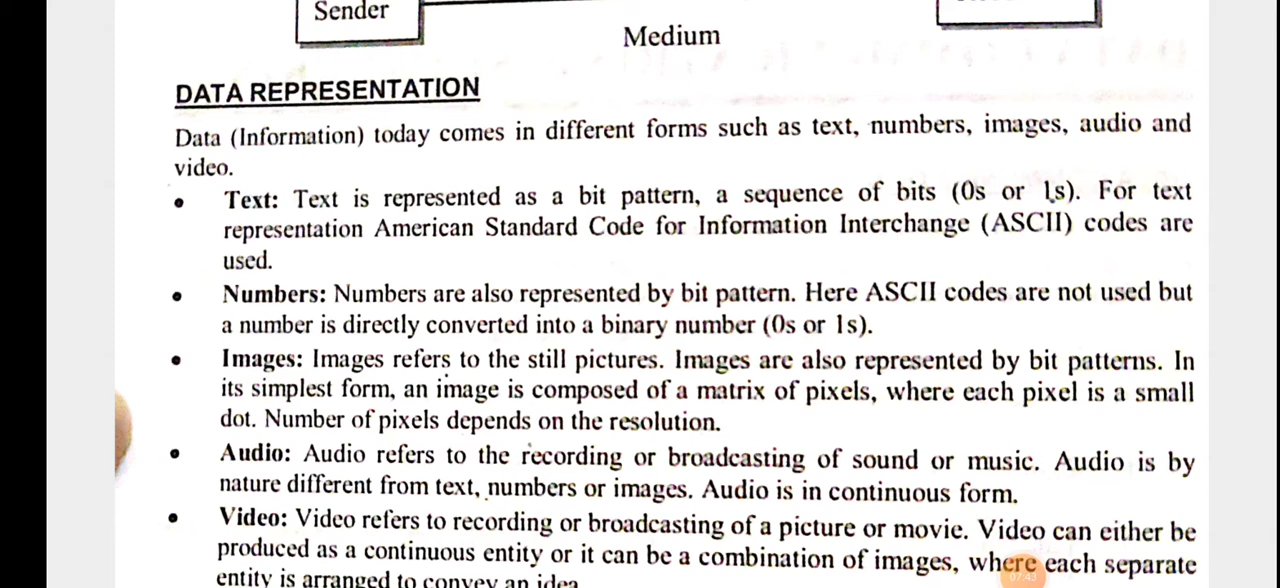 Sender
Medium
DATA REPRESENTATION
Data (Information) today comes in different forms such as text, numbers, images, audio and
video.
• Text: Text is represented as a bit pattern, a sequence of bits (0s or 1s). For text
representation American Standard Code for Information Interchange (ASCII) codes are
used.
• Numbers: Numbers are also represented by bit pattern. Here ASCII codes are not used but
a number is directly converted into a binary number (0s or 1s).
• Images: Images refers to the still pictures. Images are also represented by bit patterns. In
its simplest form, an image is composed of a matrix of pixels, where each pixel is a small
dot. Number of pixels depends on the resolution.
• Audio: Audio refers to the recording or broadcasting of sound or music. Audio is by
nature different from text, numbers or images. Audio is in continuous form.
• Video: Video refers to recording or broadcasting of a picture or movie. Video can either be
produced as a continuous entity or it can be a combination of images, where each separate
entity is arranged to convey an idea
07:43